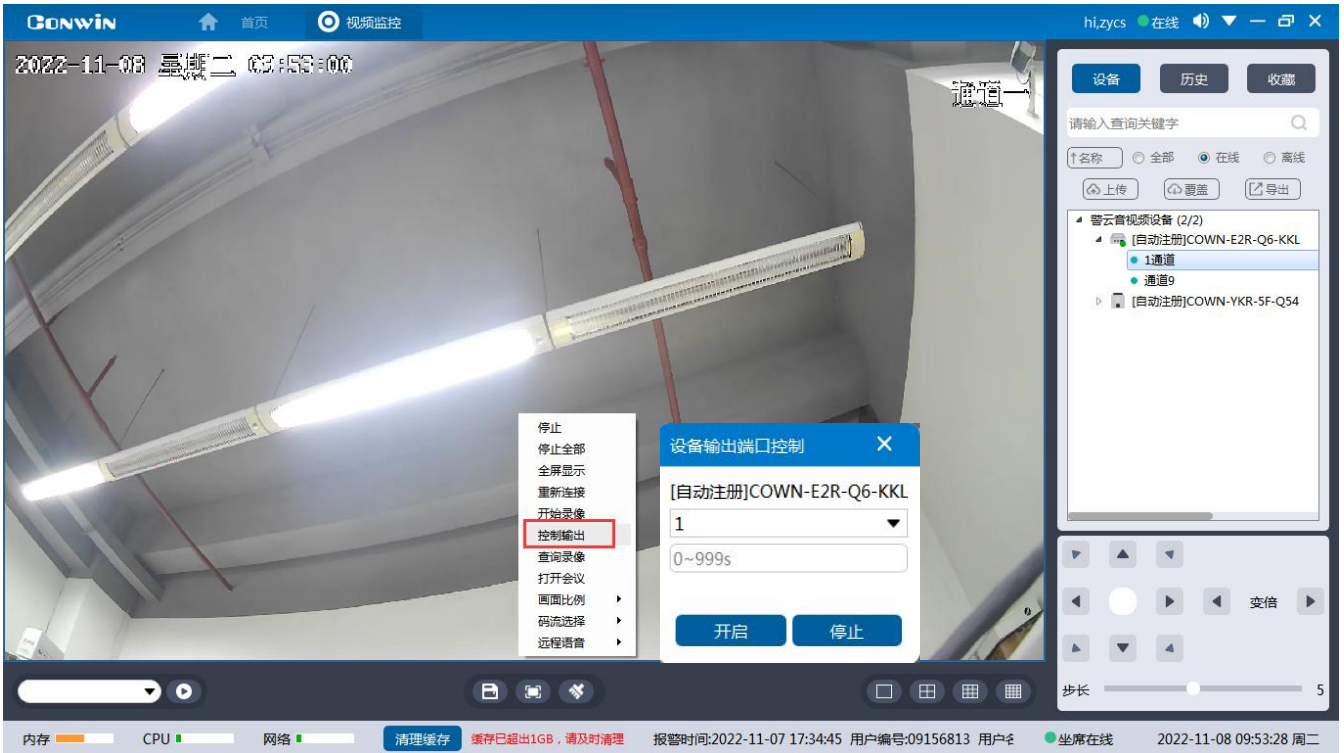 CONWIN 首页 视频监控 hi,zycs 在线
2022-11-08 星期二 09:53:00
通道一
设备 历史 收藏
请输入查询关键字
↑名称 全部 在线 离线
上传 覆盖 导出
警云音视频设备 (2/2)
[自动注册]COWN-E2R-Q6-KKL
1通道
通道9
[自动注册]COWN-YKR-5F-Q54
停止
停止全部
全屏显示
重新连接
开始录像
控制输出
查询录像
打开会议
画面比例
码流选择
远程语音
设备输出端口控制
[自动注册]COWN-E2R-Q6-KKL
1
0~999s
开启 停止
变倍
步长 5
内存 CPU 网络 清理缓存 缓存已超出1GB，请及时清理 报警时间:2022-11-07 17:34:45 用户编号:09156813 用户名 坐席在线 2022-11-08 09:53:28 周二